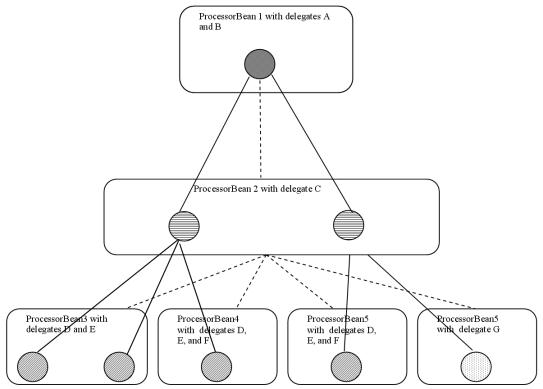 ProcessorBean 1 with delegates A
and B
ProcessorBean 2 with delegate C
ProcessorBean3 with
delegates D and E
ProcessorBean4
with delegates D,
E, and F
ProcessorBean5
with delegates D,
E, and F
ProcessorBean5
with delegate G